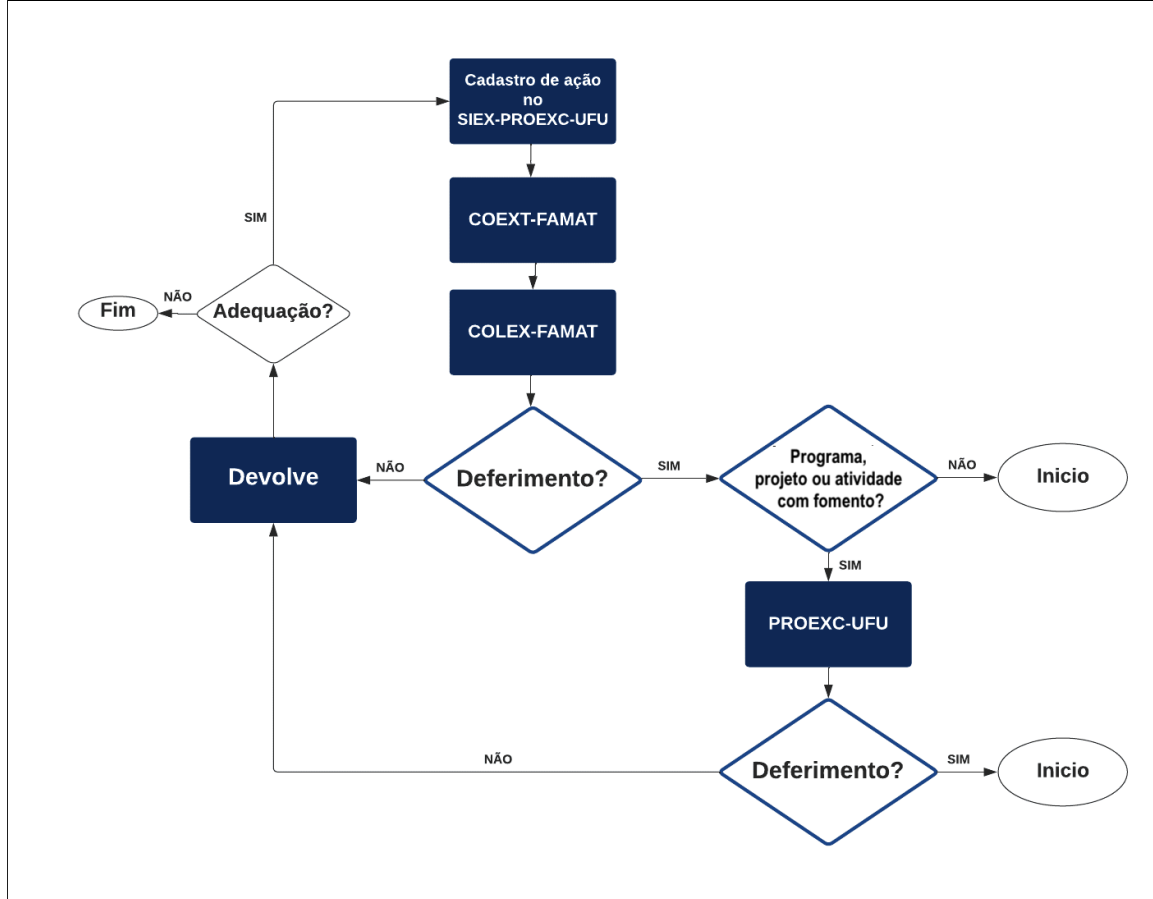 Cadastro de ação
no
SIEX-PROEXC-UFU
COEXT-FAMAT
SIM
Fim
NÃO
Adequação?
COLEX-FAMAT
Devolve
NÃO
Deferimento?
SIM
Programa,
projeto ou atividade
com fomento?
NÃO
Inicio
SIM
PROEXC-UFU
NÃO
Deferimento?
SIM
Inicio